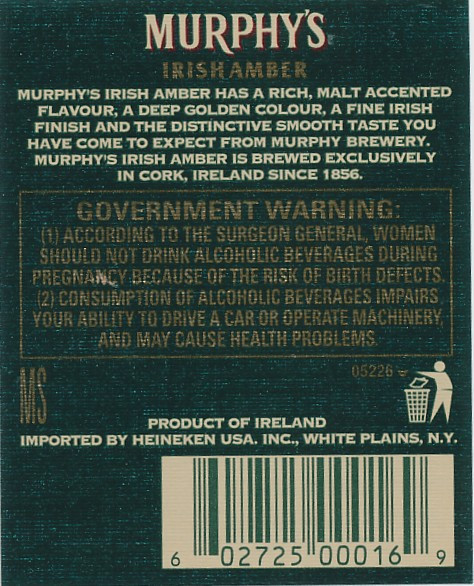 MURPHY'S
IRISH AMBER
MURPHY'S IRISH AMBER HAS A RICH, MALT ACCENTED
FLAVOUR, A DEEP GOLDEN COLOUR, A FINE IRISH
FINISH AND THE DISTINCTIVE SMOOTH TASTE YOU
HAVE COME TO EXPECT FROM MURPHY BREWERY.
MURPHY'S IRISH AMBER IS BREWED EXCLUSIVELY
IN CORK, IRELAND SINCE 1856.
GOVERNMENT WARNING:
(1) ACCORDING TO THE SURGEON GENERAL, WOMEN
SHOULD NOT DRINK ALCOHOLIC BEVERAGES DURING
PREGNANCY BECAUSE OF THE RISK OF BIRTH DEFECTS.
(2) CONSUMPTION OF ALCOHOLIC BEVERAGES IMPAIRS
YOUR ABILITY TO DRIVE A CAR OR OPERATE MACHINERY,
AND MAY CAUSE HEALTH PROBLEMS.
05226
MS
PRODUCT OF IRELAND
IMPORTED BY HEINEKEN USA. INC., WHITE PLAINS, N.Y.
6 02725 00016 9